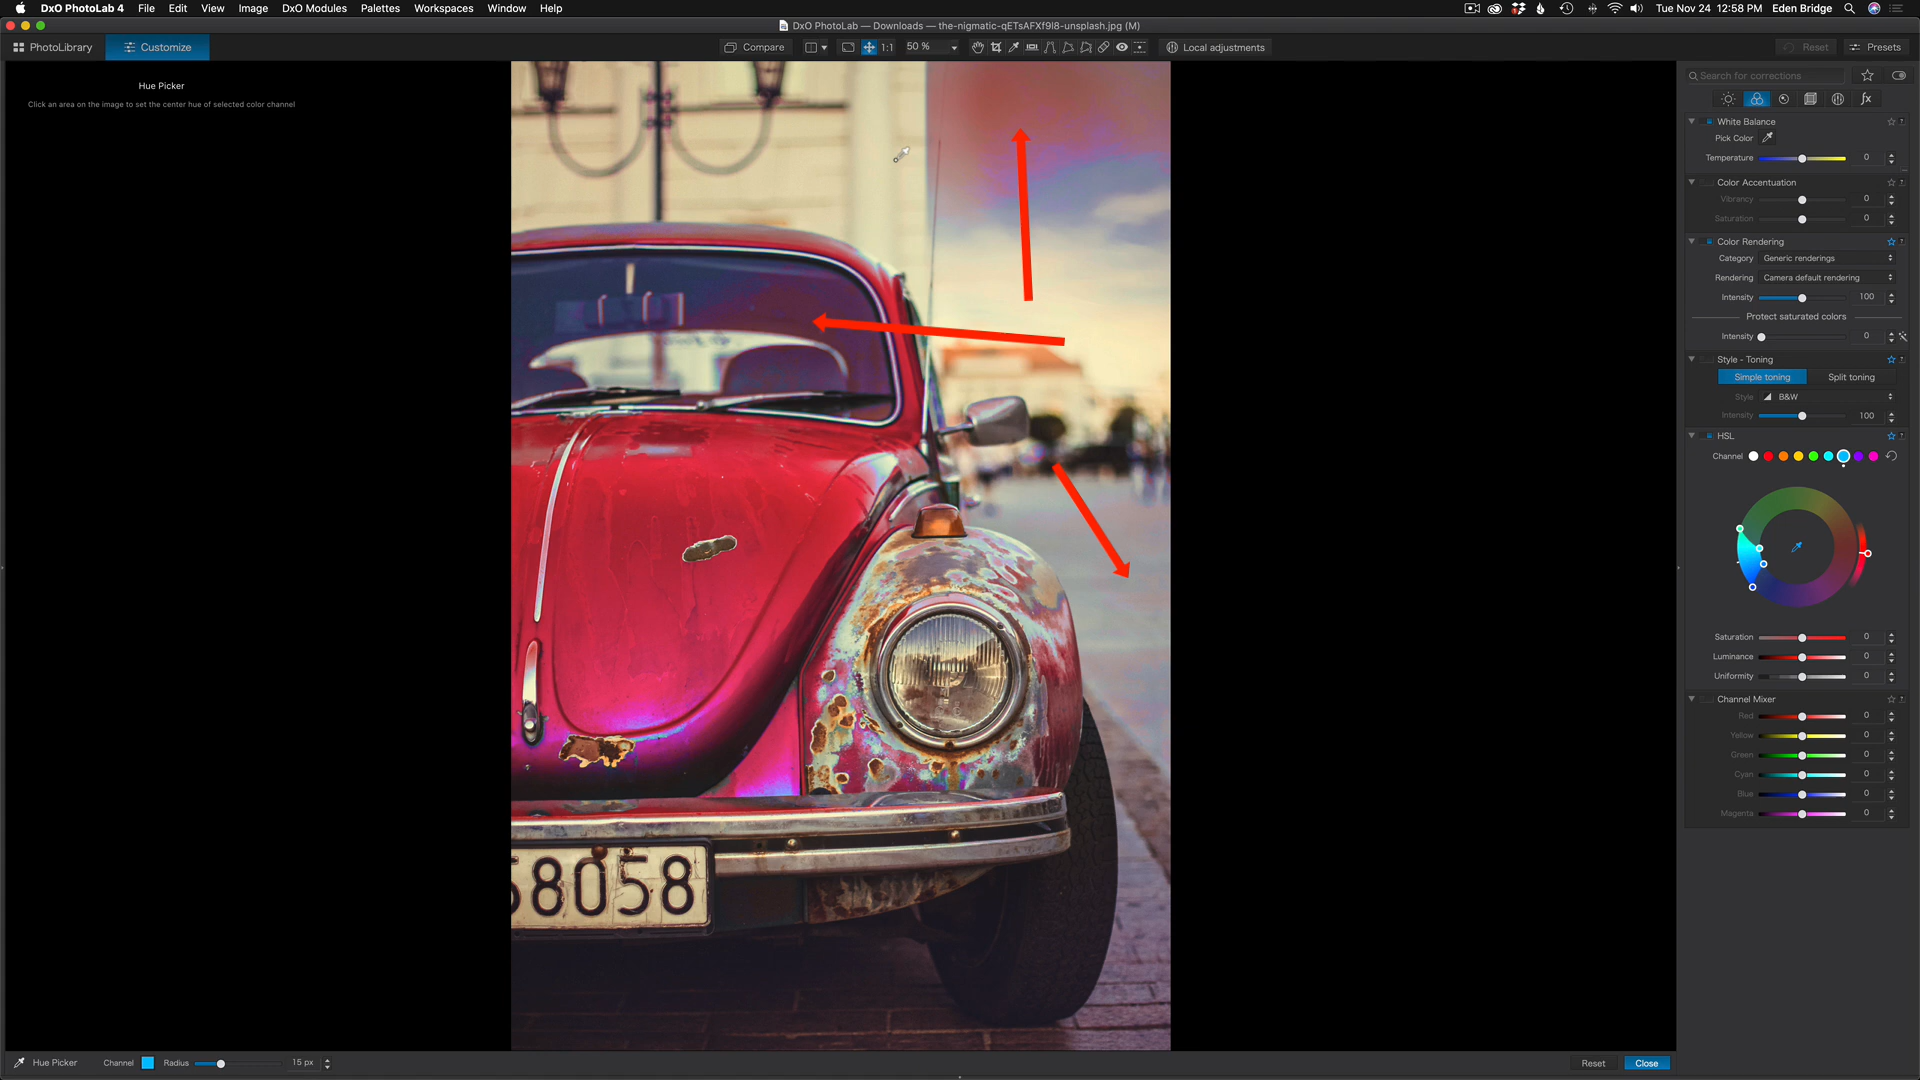 DxO PhotoLab 4 File Edit View Image DxO Modules Palettes Workspaces Window Help Tue Nov 24 12:58 PM Eden Bridge
DxO PhotoLab — Downloads — the-nigmatic-qETsAFXf9I8-unsplash.jpg (M)
PhotoLibrary Customize Compare 1:1 50 % Local adjustments Reset Presets
Hue Picker
Click an area on the image to set the center hue of selected color channel
58058
Search for corrections
fx
White Balance
Pick Color
Temperature 0
Color Accentuation
Vibrancy 0
Saturation 0
Color Rendering
Category Generic renderings
Rendering Camera default rendering
Intensity 100
Protect saturated colors
Intensity 0
Style - Toning
Simple toning Split toning
Style B&W
Intensity 100
HSL
Channel
Saturation 0
Luminance 0
Uniformity 0
Channel Mixer
Red 0
Yellow 0
Green 0
Cyan 0
Blue 0
Magenta 0
Hue Picker Channel Radius 15 px Reset Close